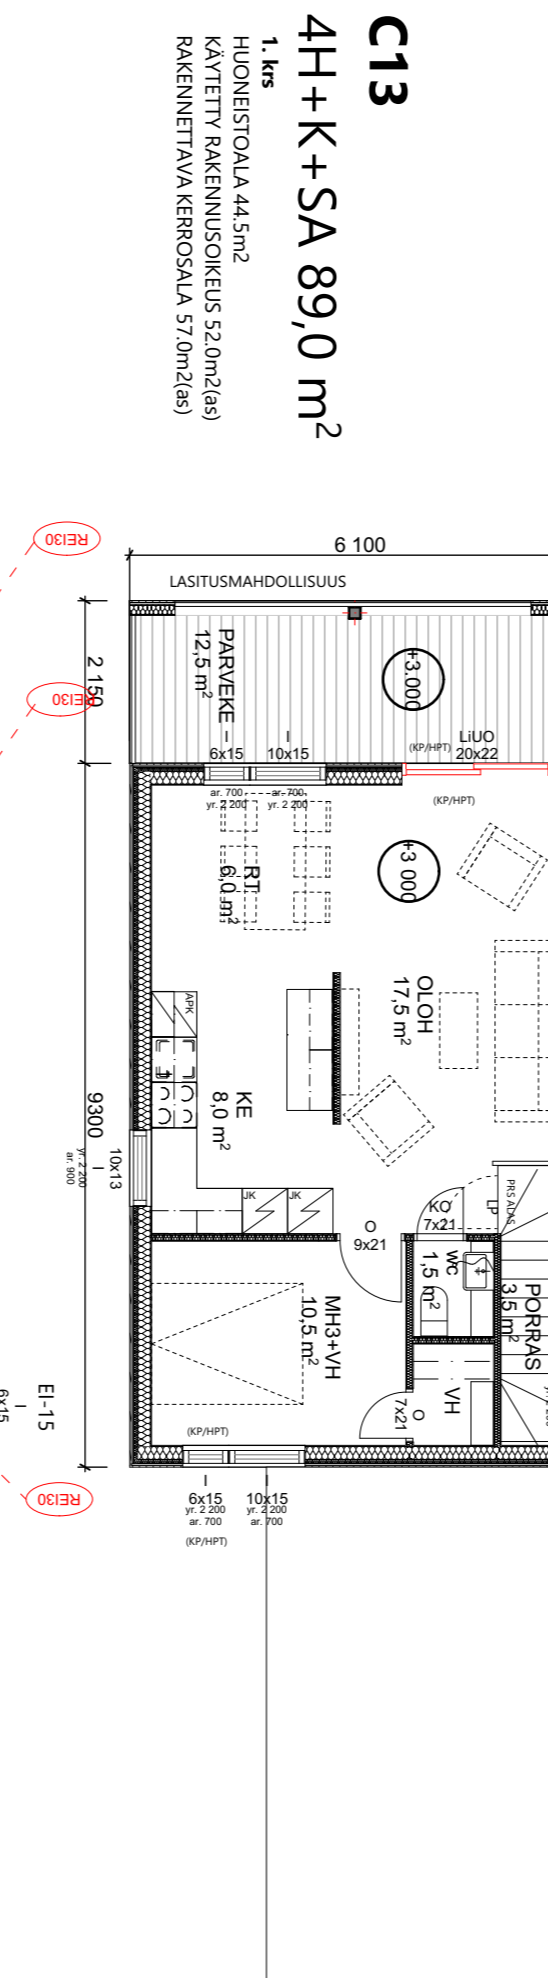 C13
4H+K+SA 89,0 m²
1. krs
HUONEISTOALA 44.5m2
KÄYTETTY RAKENNUSOIKEUS 52.0m2(as)
RAKENNETTAVA KERROSALA 57.0m2(as)
REI30
6 100
LASITUSMAHDOLLISUUS
2 150
REI30
PARVEKE
12,5 m²
+3.000
I
6x15
I
10x15
(KP/HPT)
LiUO
20x22
ar. 700
yr. 2 200
ar. 700
yr. 2 200
(KP/HPT)
RT
6,0 m²
+3 000
OLOH
17,5 m²
APK
KE
8,0 m²
9300
10x13
I
yr. 2 200
ar. 900
JK
JK
O
9x21
KO
7x21
LP
PRS ALAS
WC
1,5 m²
PORRAS
3,5 m²
MH3+VH
10,5 m²
VH
O
7x21
(KP/HPT)
EI-15
I
6x15
REI30
I
6x15
yr. 2 200
ar. 700
I
10x15
yr. 2 200
ar. 700
(KP/HPT)